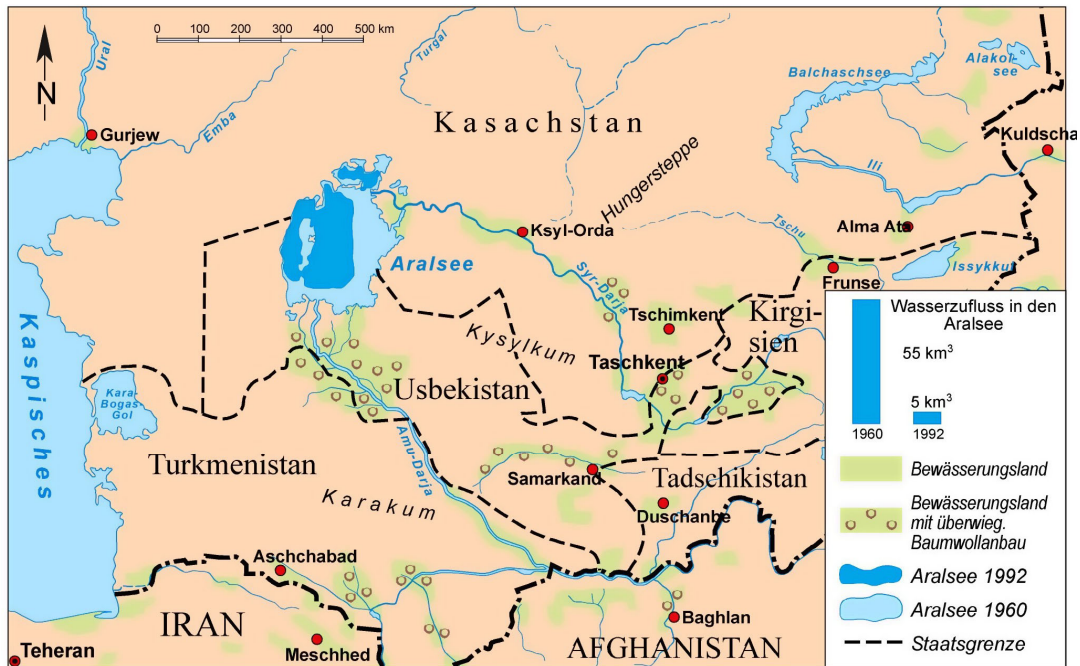 0 100 200 300 400 500 km
N
Ural
Gurjew
Emba
Turgal
Kasachstan
Balchaschsee
Alakol-
see
Kuldscha
Ili
Hungersteppe
Ksyl-Orda
Tschu
Alma Ata
Issykkul
Frunse
Aralsee
Syr-Darja
Tschimkent
Kirgi-
sien
Kysylkum
Taschkent
Kaspisches
Kara-
Bogas
Gol
Usbekistan
Amu-Darja
Turkmenistan
Karakum
Samarkand
Tadschikistan
Duschanbe
Aschchabad
IRAN
Meschhed
Teheran
AFGHANISTAN
Baghlan
Wasserzufluss in den
Aralsee
55 km³
5 km³
1960
1992
Bewässerungsland
Bewässerungsland
mit überwieg.
Baumwollanbau
Aralsee 1992
Aralsee 1960
Staatsgrenze